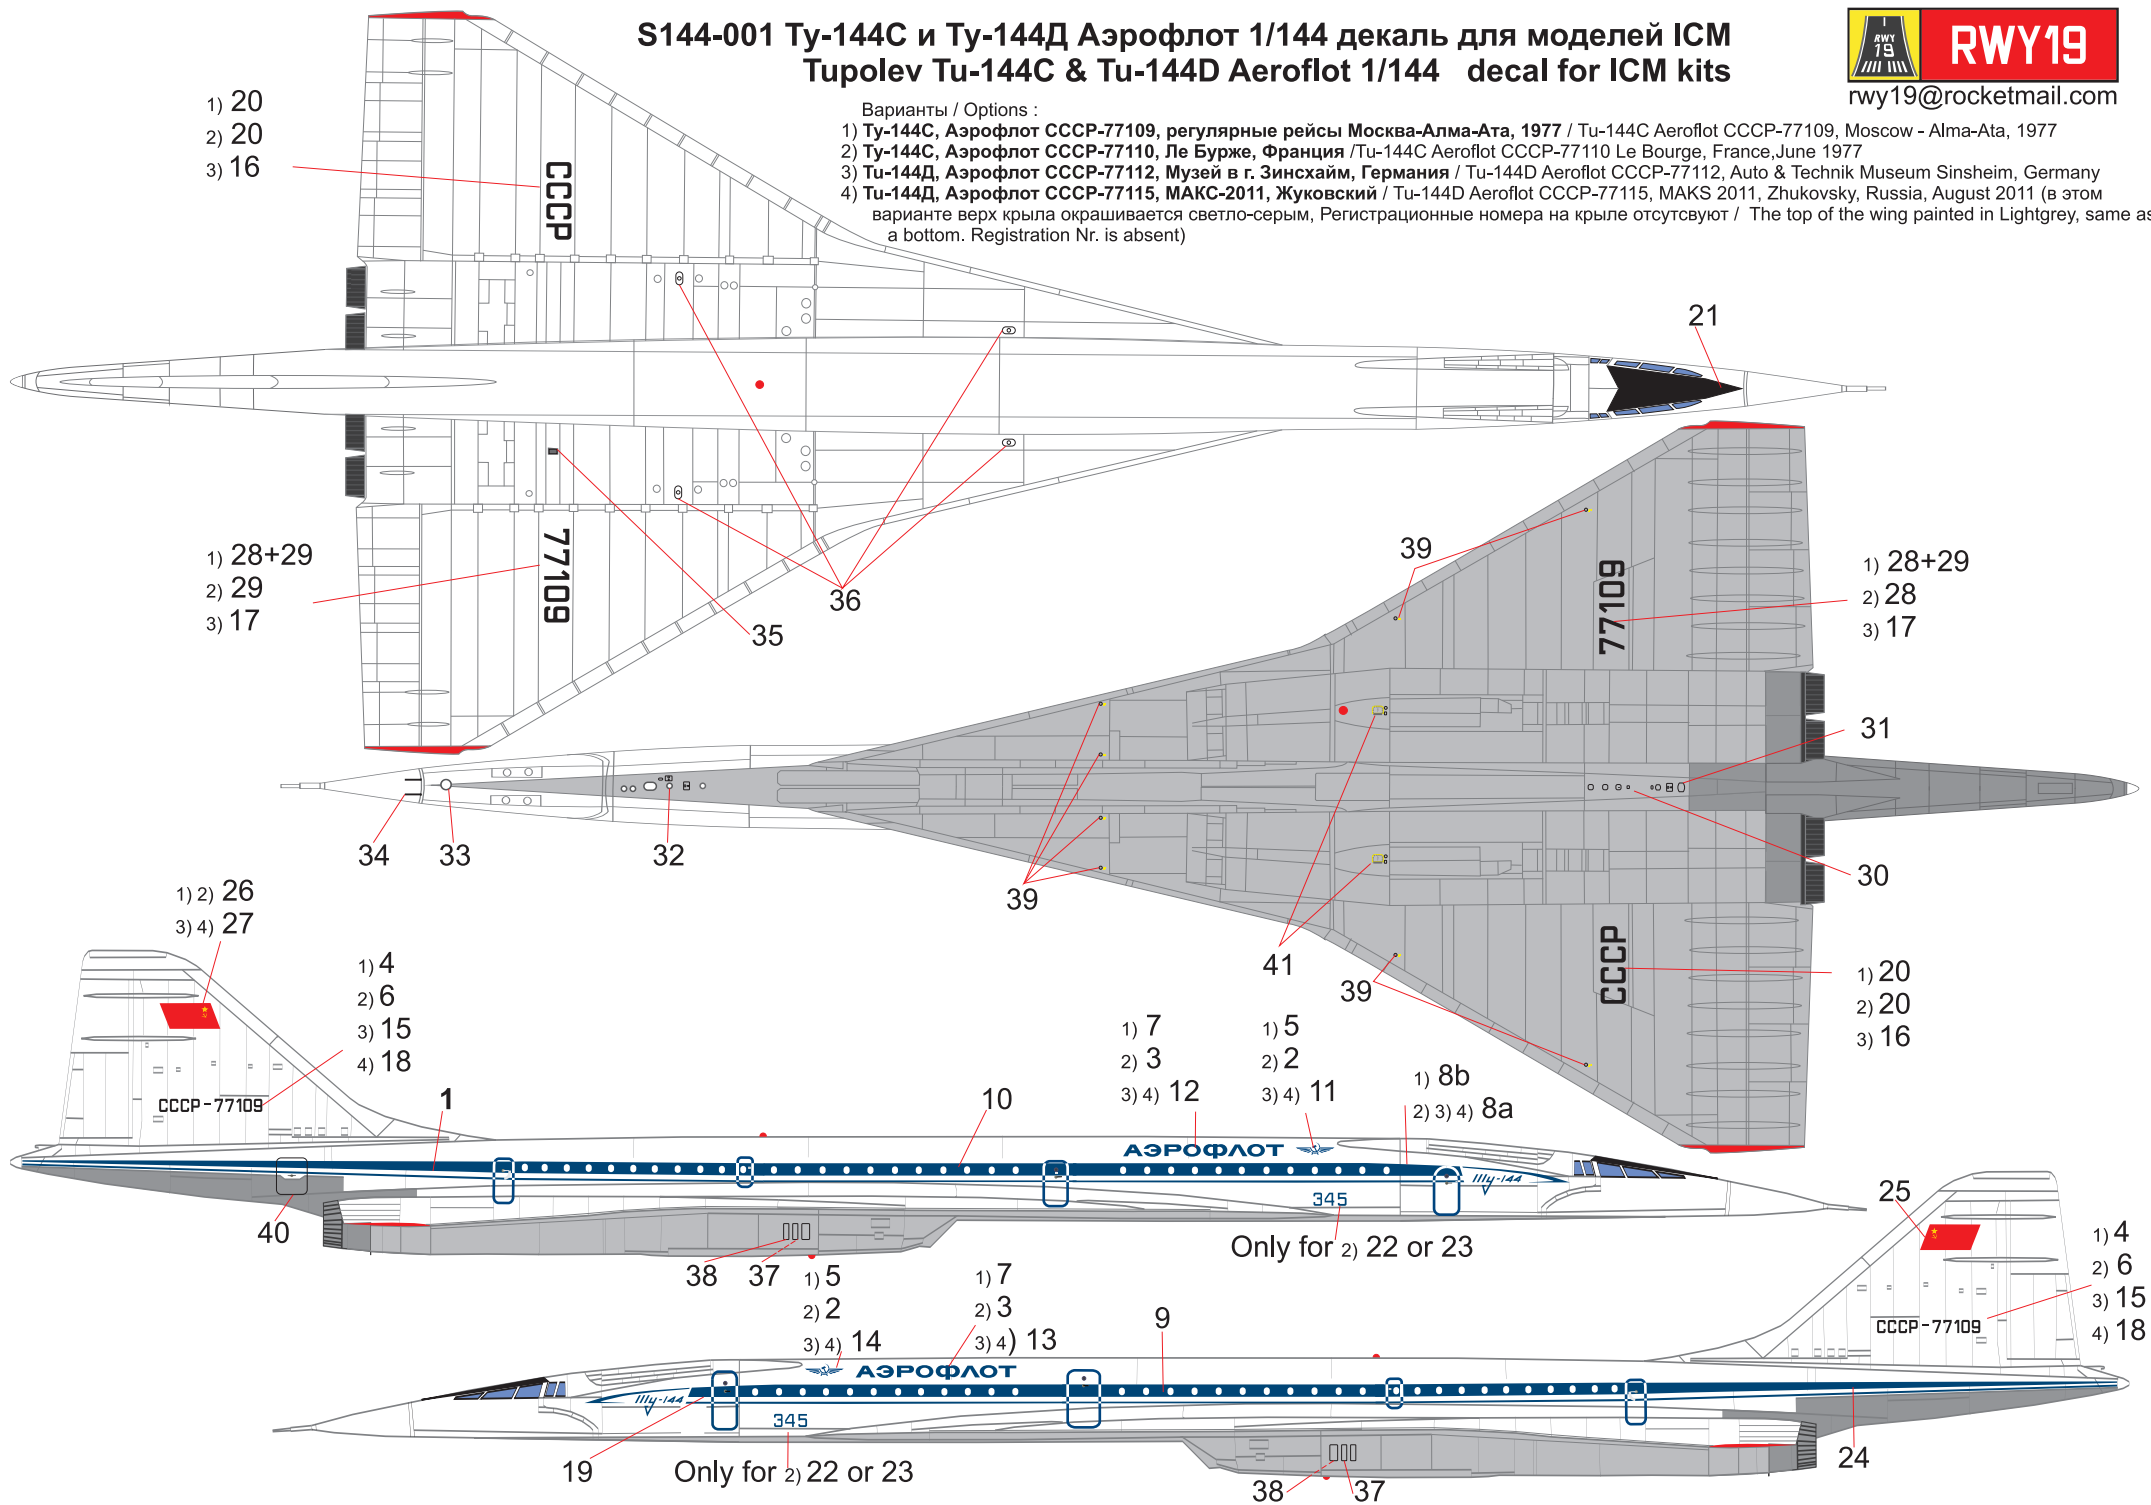 S144-001 Ту-144С и Ту-144Д Аэрофлот 1/144 декаль для моделей ICM
Tupolev Tu-144C & Tu-144D Aeroflot 1/144 decal for ICM kits
RWY 19
RWY19
rwy19@rocketmail.com
Варианты / Options :
1) Ту-144С, Аэрофлот СССР-77109, регулярные рейсы Москва-Алма-Ата, 1977 / Tu-144C Aeroflot CCCP-77109, Moscow - Alma-Ata, 1977
2) Ту-144С, Аэрофлот СССР-77110, Ле Бурже, Франция /Tu-144C Aeroflot CCCP-77110 Le Bourge, France,June 1977
3) Tu-144Д, Аэрофлот СССР-77112, Музей в г. Зинсхайм, Германия / Tu-144D Aeroflot CCCP-77112, Auto & Technik Museum Sinsheim, Germany
4) Tu-144Д, Аэрофлот СССР-77115, МАКС-2011, Жуковский / Tu-144D Aeroflot CCCP-77115, MAKS 2011, Zhukovsky, Russia, August 2011 (в этом
варианте верх крыла окрашивается светло-серым, Регистрационные номера на крыле отсутсвуют / The top of the wing painted in Lightgrey, same as
a bottom. Registration Nr. is absent)
1) 20
2) 20
3) 16
СССР
21
1) 28+29
2) 29
3) 17
77109
35
36
39
77109
1) 28+29
2) 28
3) 17
31
34
33
32
39
30
41
39
СССР
1) 20
2) 20
3) 16
1) 2) 26
3) 4) 27
1) 4
2) 6
3) 15
4) 18
СССР-77109
1
10
1) 7
2) 3
3) 4) 12
1) 5
2) 2
3) 4) 11
1) 8b
2) 3) 4) 8a
АЭРОФЛОТ
Ту-144
345
40
38
37
Only for 2) 22 or 23
25
1) 4
2) 6
3) 15
4) 18
СССР-77109
1) 5
2) 2
3) 4) 14
1) 7
2) 3
3) 4) 13
9
АЭРОФЛОТ
Ту-144
345
19
Only for 2) 22 or 23
38
37
24